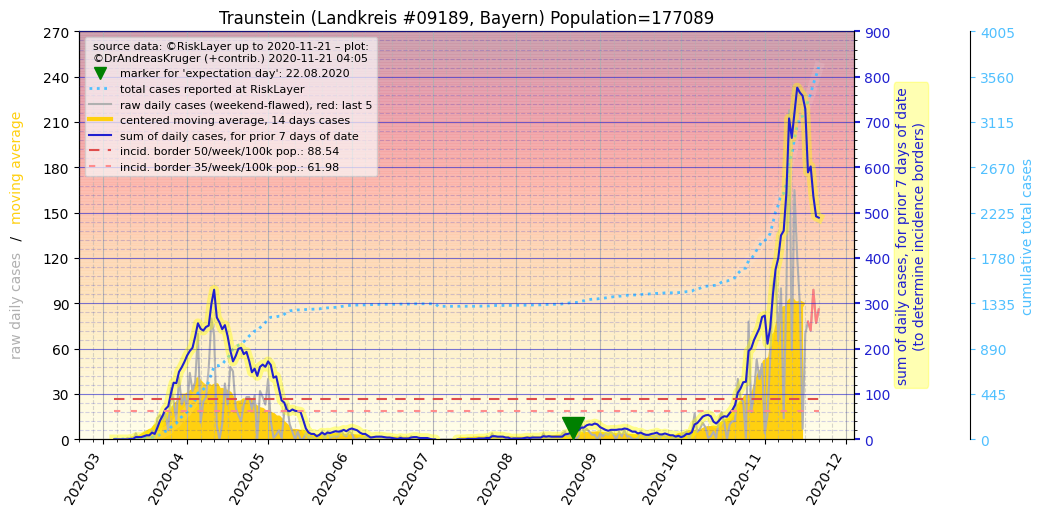 Traunstein (Landkreis #09189, Bayern) Population=177089
source data: ©RiskLayer up to 2020-11-21 – plot:
©DrAndreasKruger (+contrib.) 2020-11-21 04:05
marker for 'expectation day': 22.08.2020
total cases reported at RiskLayer
raw daily cases (weekend-flawed), red: last 5
centered moving average, 14 days cases
sum of daily cases, for prior 7 days of date
incid. border 50/week/100k pop.: 88.54
incid. border 35/week/100k pop.: 61.98
raw daily cases / moving average
270
240
210
180
150
120
90
60
30
0
2020-03
2020-04
2020-05
2020-06
2020-07
2020-08
2020-09
2020-10
2020-11
2020-12
900
800
700
600
500
400
300
200
100
0
sum of daily cases, for prior 7 days of date
(to determine incidence borders)
4005
3560
3115
2670
2225
1780
1335
890
445
0
cumulative total cases